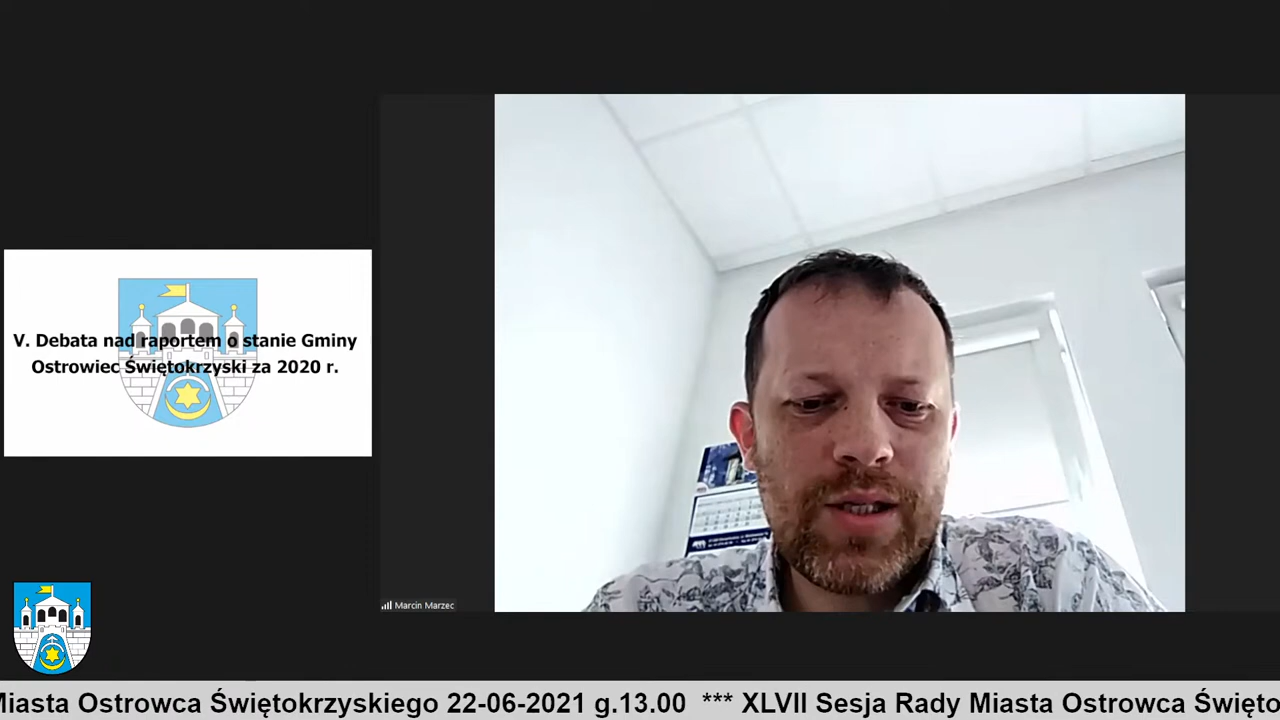 V. Debata nad raportem o stanie Gminy
Ostrowiec Świętokrzyski za 2020 r.
Marcin Marzec
Miasta Ostrowca Świętokrzyskiego 22-06-2021 g.13.00 *** XLVII Sesja Rady Miasta Ostrowca Święto